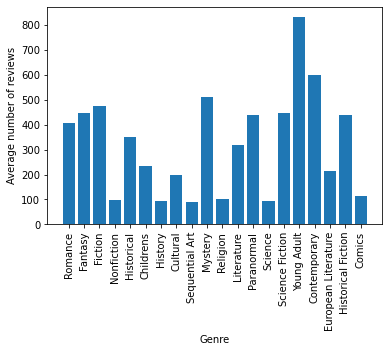 800
700
600
500
400
300
200
100
0
Average number of reviews
Romance
Fantasy
Fiction
Nonfiction
Historical
Childrens
History
Cultural
Sequential Art
Mystery
Religion
Literature
Paranormal
Science
Science Fiction
Young Adult
Contemporary
European Literature
Historical Fiction
Comics
Genre